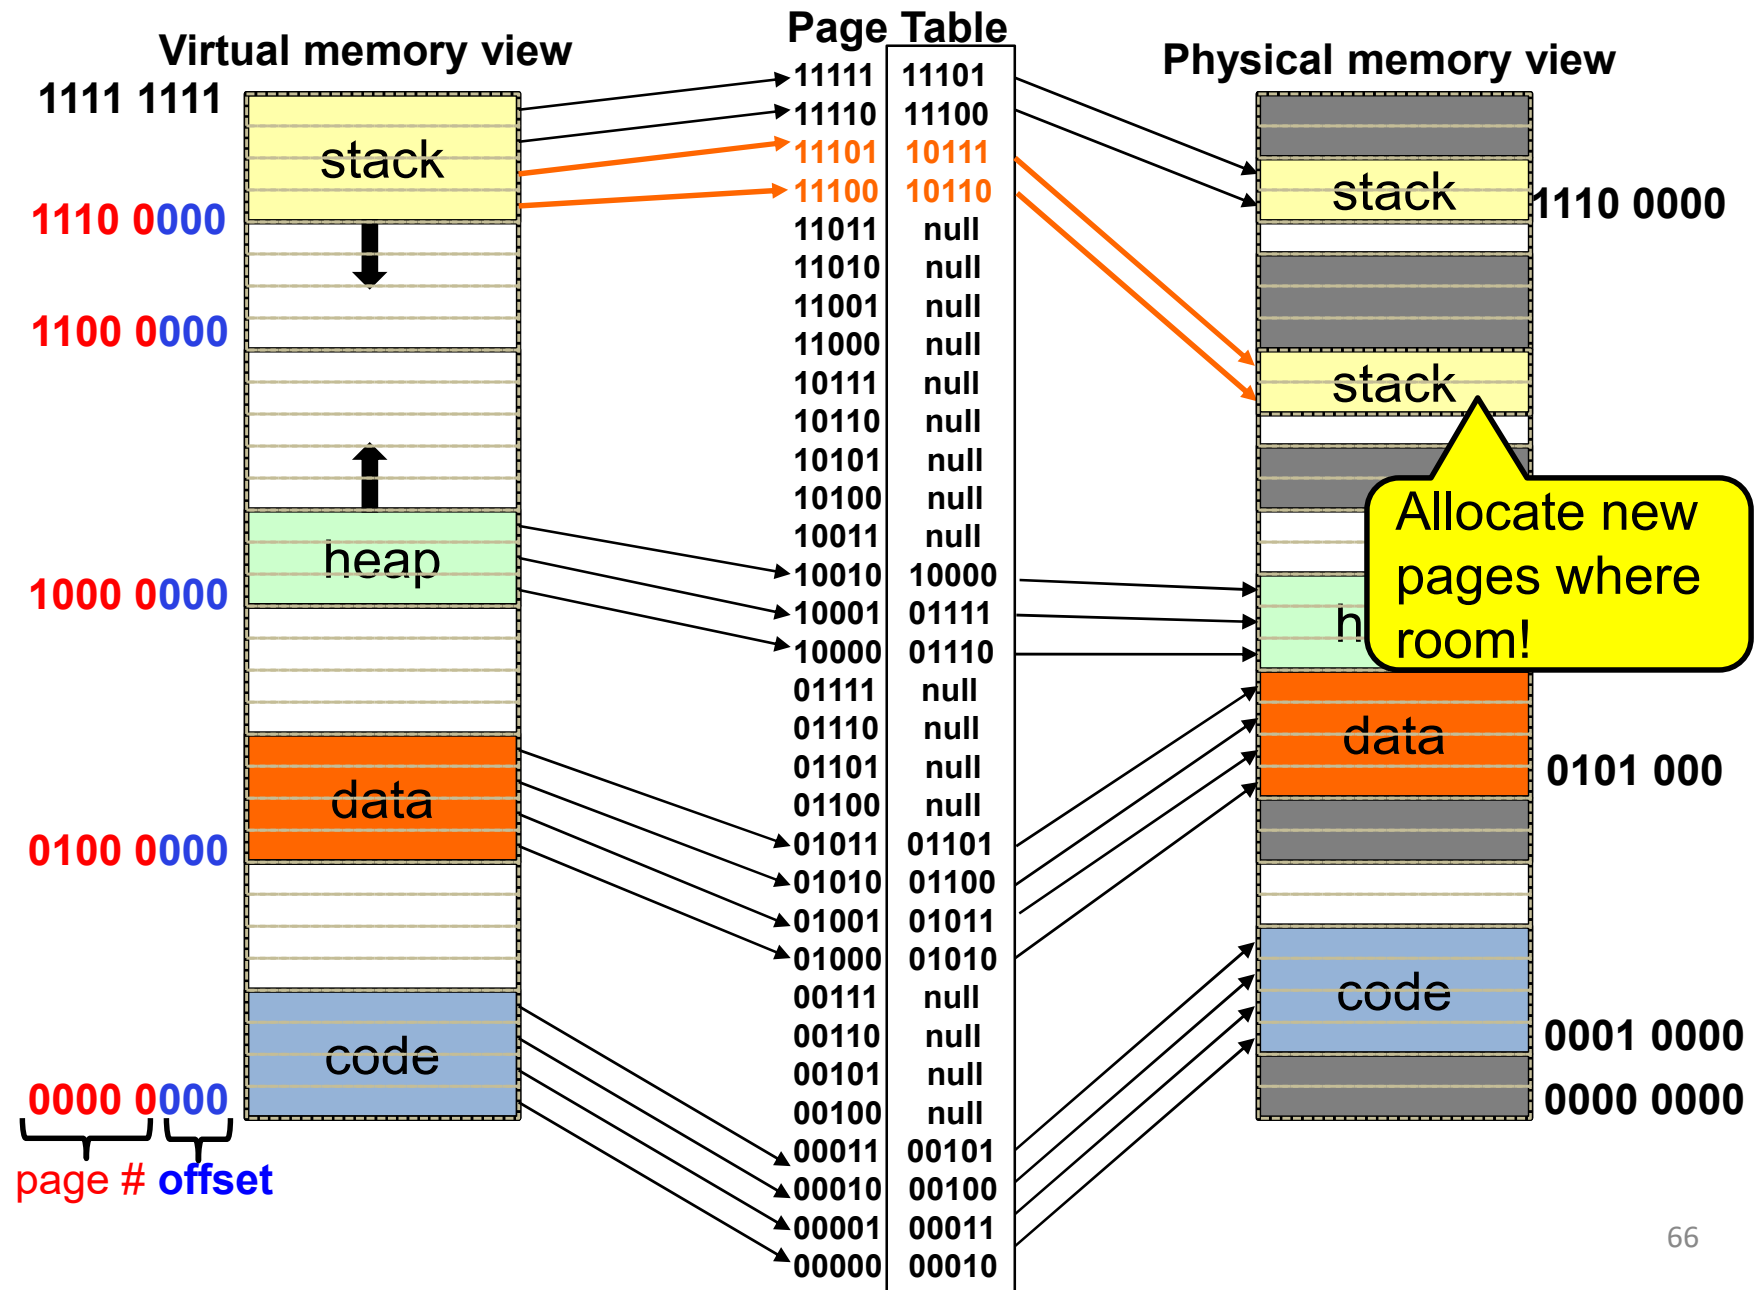 Virtual memory view
1111 1111
stack
1110 0000
1100 0000
heap
1000 0000
data
0100 0000
code
0000 0000
page # offset
Page Table
11111 11101
11110 11100
11101 10111
11100 10110
11011 null
11010 null
11001 null
11000 null
10111 null
10110 null
10101 null
10100 null
10011 null
10010 10000
10001 01111
10000 01110
01111 null
01110 null
01101 null
01100 null
01011 01101
01010 01100
01001 01011
01000 01010
00111 null
00110 null
00101 null
00100 null
00011 00101
00010 00100
00001 00011
00000 00010
Physical memory view
stack
1110 0000
stack
Allocate new
pages where
room!
h
data
0101 000
code
0001 0000
0000 0000
66